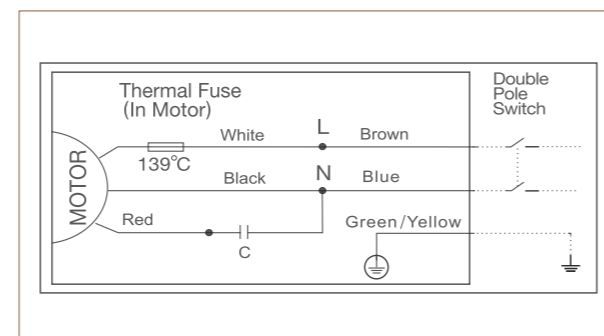 Thermal Fuse
(In Motor)
Double
Pole
Switch
White
L
Brown
139°C
MOTOR
Black
N
Blue
Red
Green/Yellow
C